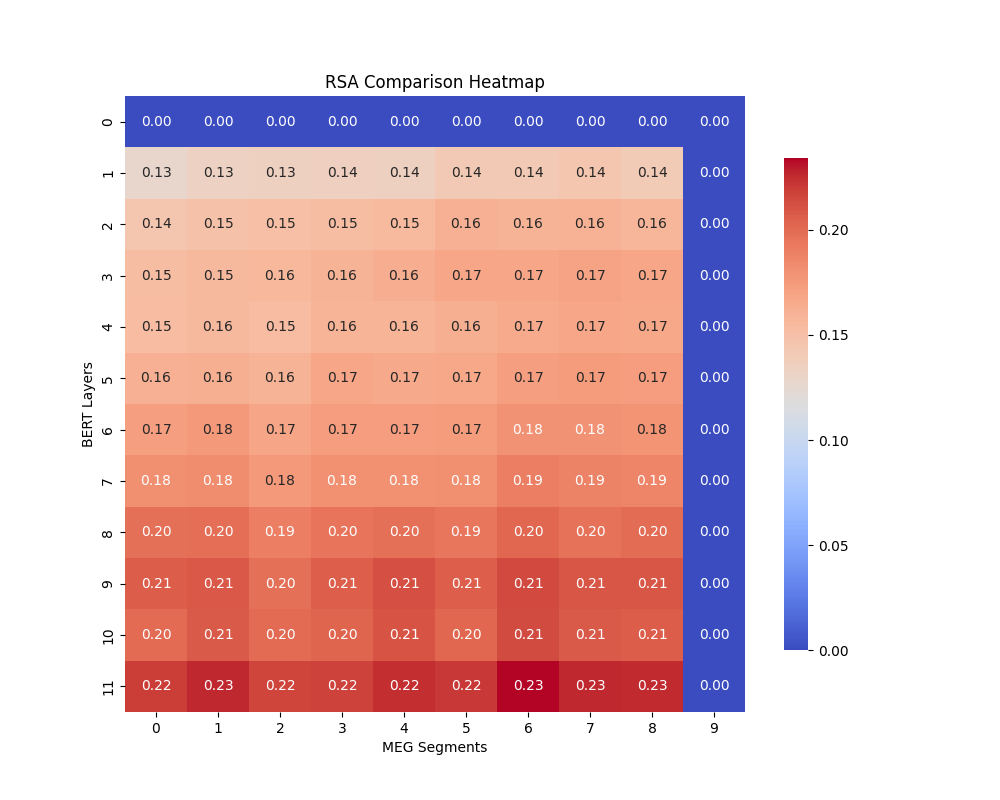 RSA Comparison Heatmap
0 0.00 0.00 0.00 0.00 0.00 0.00 0.00 0.00 0.00 0.00
1 0.13 0.13 0.13 0.14 0.14 0.14 0.14 0.14 0.14 0.00
2 0.14 0.15 0.15 0.15 0.15 0.16 0.16 0.16 0.16 0.00
3 0.15 0.15 0.16 0.16 0.16 0.17 0.17 0.17 0.17 0.00
4 0.15 0.16 0.15 0.16 0.16 0.16 0.17 0.17 0.17 0.00
5 0.16 0.16 0.16 0.17 0.17 0.17 0.17 0.17 0.17 0.00
6 0.17 0.18 0.17 0.17 0.17 0.17 0.18 0.18 0.18 0.00
7 0.18 0.18 0.18 0.18 0.18 0.18 0.19 0.19 0.19 0.00
8 0.20 0.20 0.19 0.20 0.20 0.19 0.20 0.20 0.20 0.00
9 0.21 0.21 0.20 0.21 0.21 0.21 0.21 0.21 0.21 0.00
10 0.20 0.21 0.20 0.20 0.21 0.20 0.21 0.21 0.21 0.00
11 0.22 0.23 0.22 0.22 0.22 0.22 0.23 0.23 0.23 0.00
0 1 2 3 4 5 6 7 8 9
MEG Segments
BERT Layers
0.20
0.15
0.10
0.05
0.00